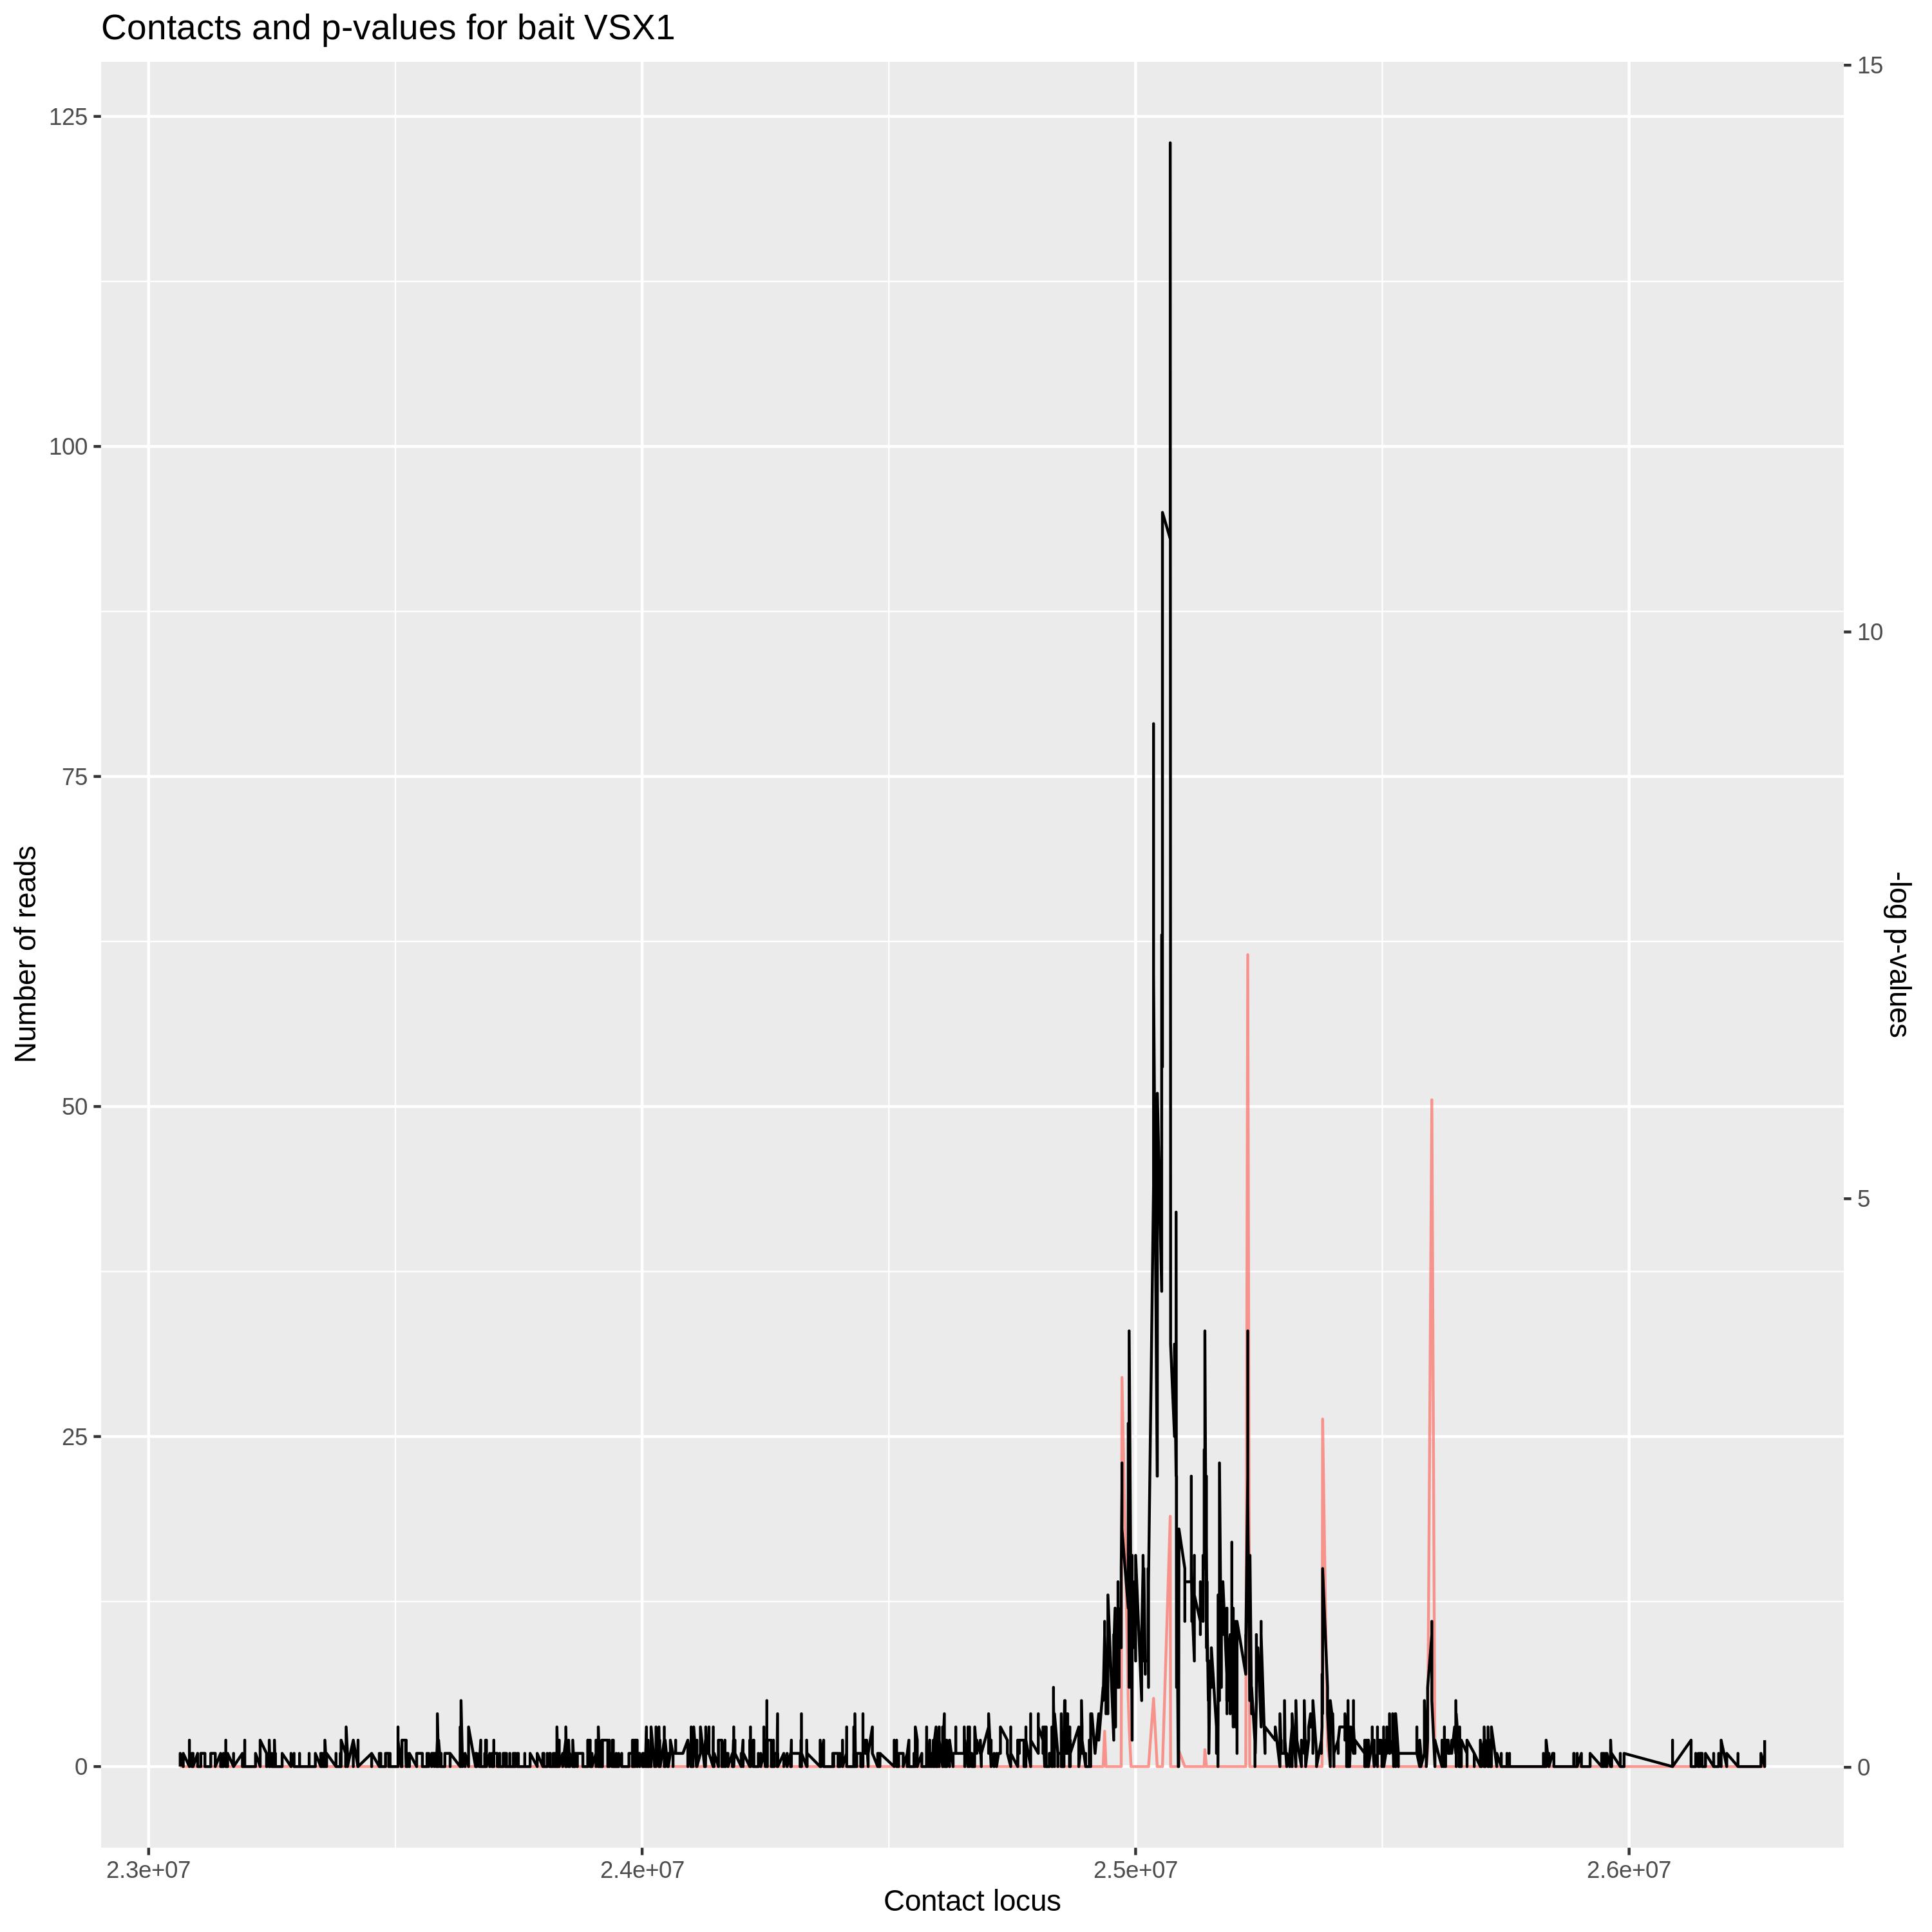 Contacts and p-values for bait VSX1
Number of reads
125
100
75
50
25
0
15
10
5
0
-log p-values
2.3e+07 2.4e+07 2.5e+07 2.6e+07
Contact locus